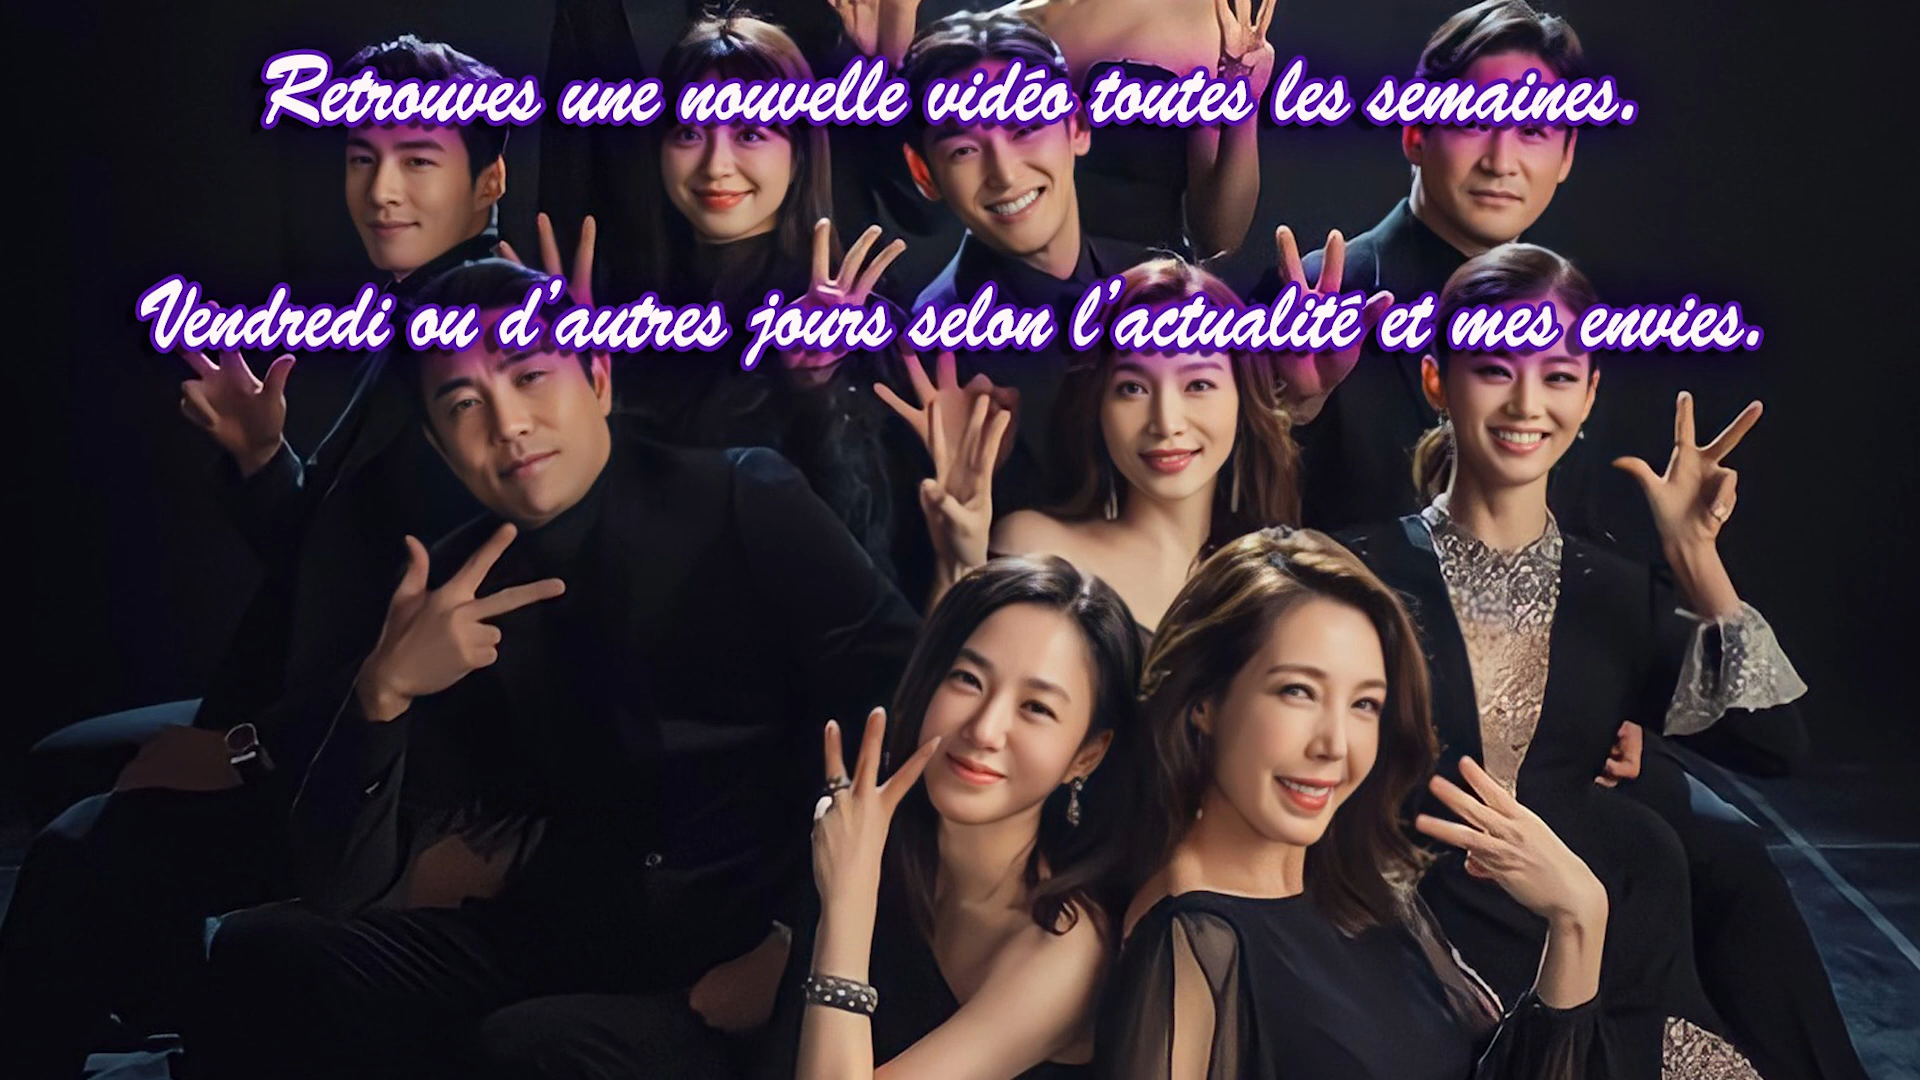 Retrouves une nouvelle vidéo toutes les semaines.
Vendredi ou d'autres jours selon l'actualité et mes envies.